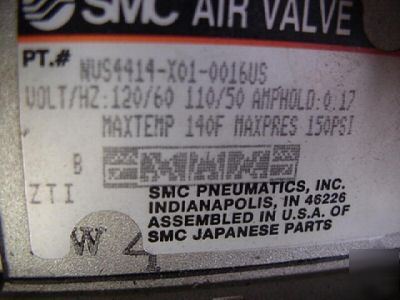 SMC AIR VALVE
PT.# NVS4414-X01-0016US
VOLT/HZ:120/60 110/50 AMPHOLD:0.17
MAXTEMP 140F MAXPRES 150PSI
B
ZTI
SMC PNEUMATICS, INC.
INDIANAPOLIS, IN 46226
ASSEMBLED IN U.S.A. OF
SMC JAPANESE PARTS
W 4